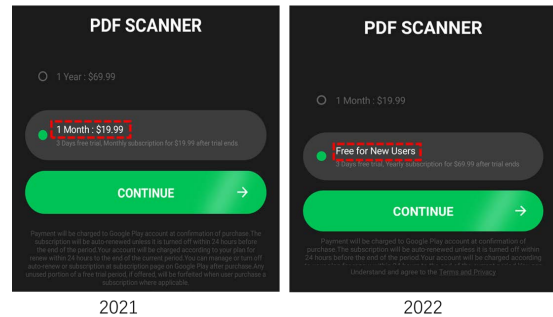 PDF SCANNER
1 Year : $69.99
1 Month : $19.99
3 Days free trial, Monthly subscription for $19.99 after trial ends
CONTINUE
Payment will be charged to Google Play account at confirmation of purchase.The
subscription will be auto-renewed unless it is turned off within 24 hours before
the end of the period.Your account will be charged according to your plan for
renew within 24 hours to the end of the current period.You can manage or turn off
auto-renew or subscription at subscription page on Google Play after purchase.Any
unused portion of a free trial period, if offered, will be forfeited when user purchase a
subscription where applicable.
2021
PDF SCANNER
1 Month : $19.99
Free for New Users
3 Days free trial, Yearly subscription for $69.99 after trial ends
CONTINUE
Payment will be charged to Google Play account at confirmation of
purchase.The subscription will be auto-renewed unless it is turned off within
24 hours before the end of the period.Your account will be charged according
Understand and agree to the Terms and Privacy
2022